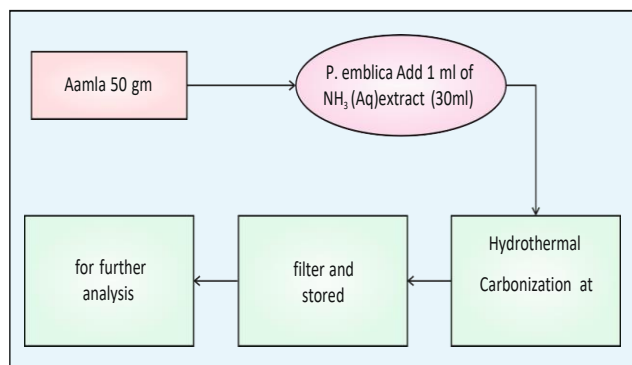 Aamla 50 gm
P. emblica Add 1 ml of
NH₃ (Aq)extract (30ml)
Hydrothermal
Carbonization at
filter and
stored
for further
analysis